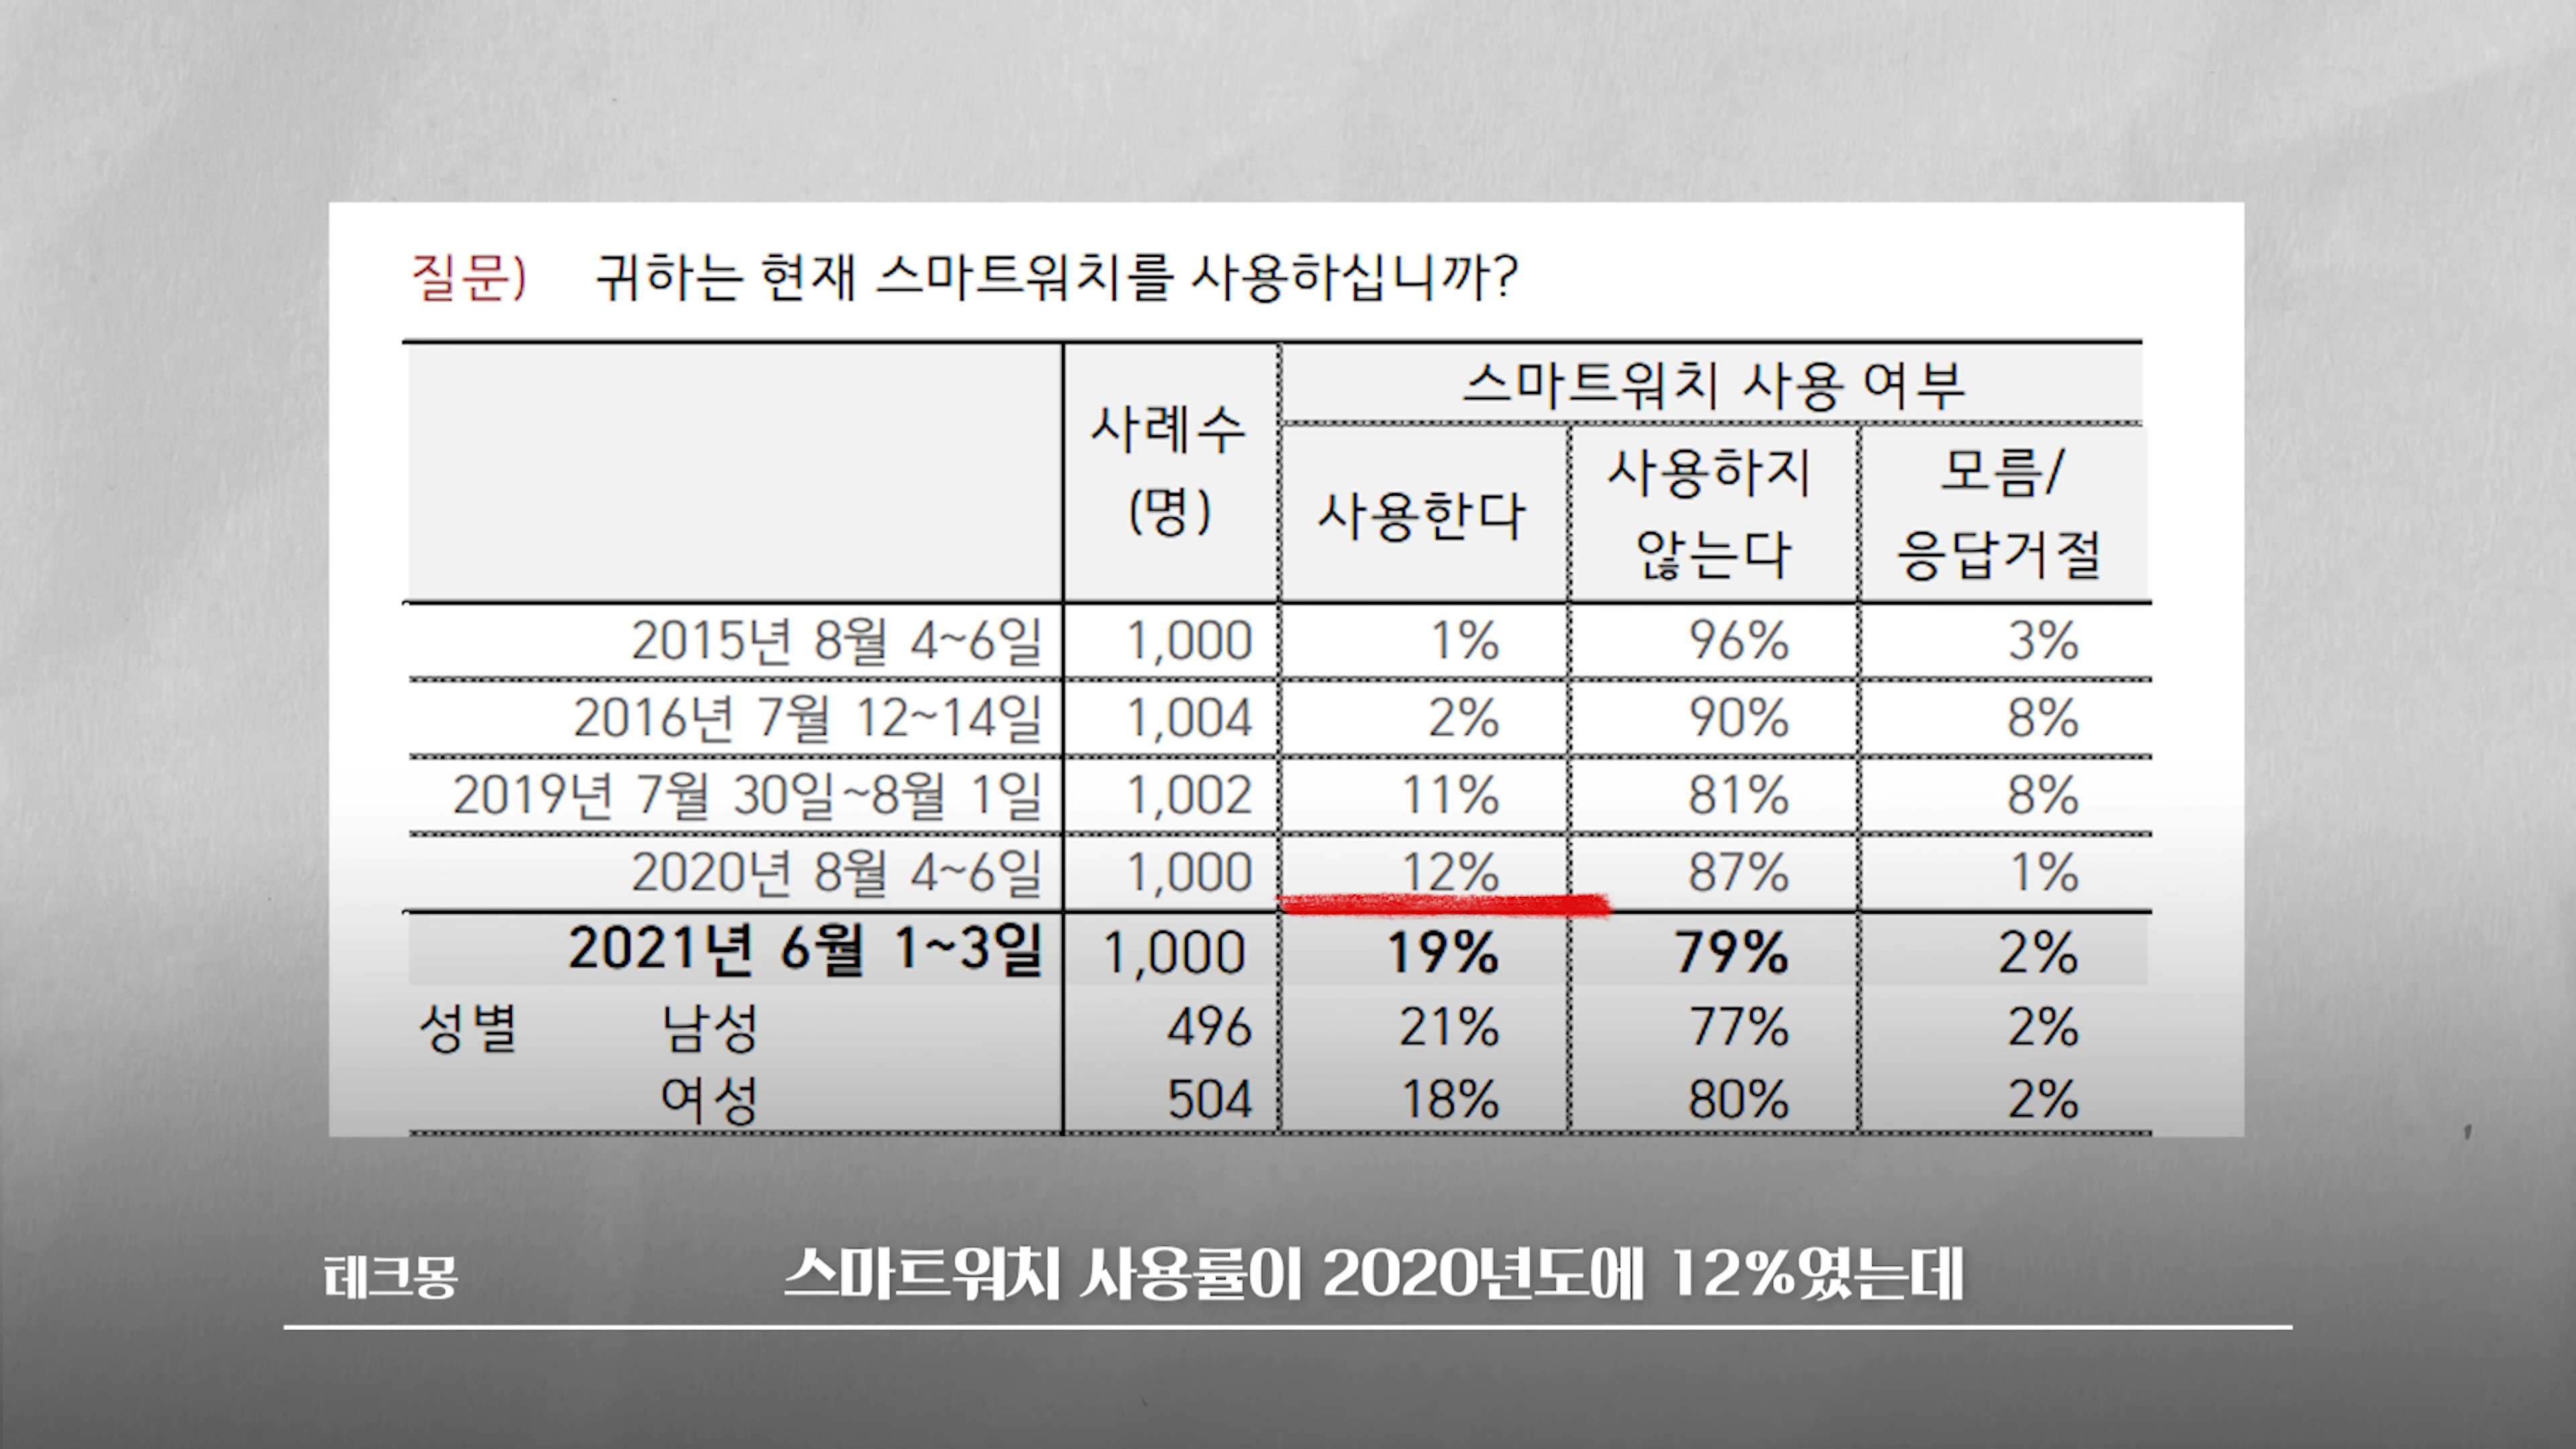 질문) 귀하는 현재 스마트워치를 사용하십니까?
사례수
(명)
스마트워치 사용 여부
사용한다
사용하지
않는다
모름/
응답거절
2015년 8월 4~6일 1,000 1% 96% 3%
2016년 7월 12~14일 1,004 2% 90% 8%
2019년 7월 30일~8월 1일 1,002 11% 81% 8%
2020년 8월 4~6일 1,000 12% 87% 1%
2021년 6월 1~3일 1,000 19% 79% 2%
성별 남성 496 21% 77% 2%
여성 504 18% 80% 2%
테크몽 스마트워치 사용률이 2020년도에 12%였는데